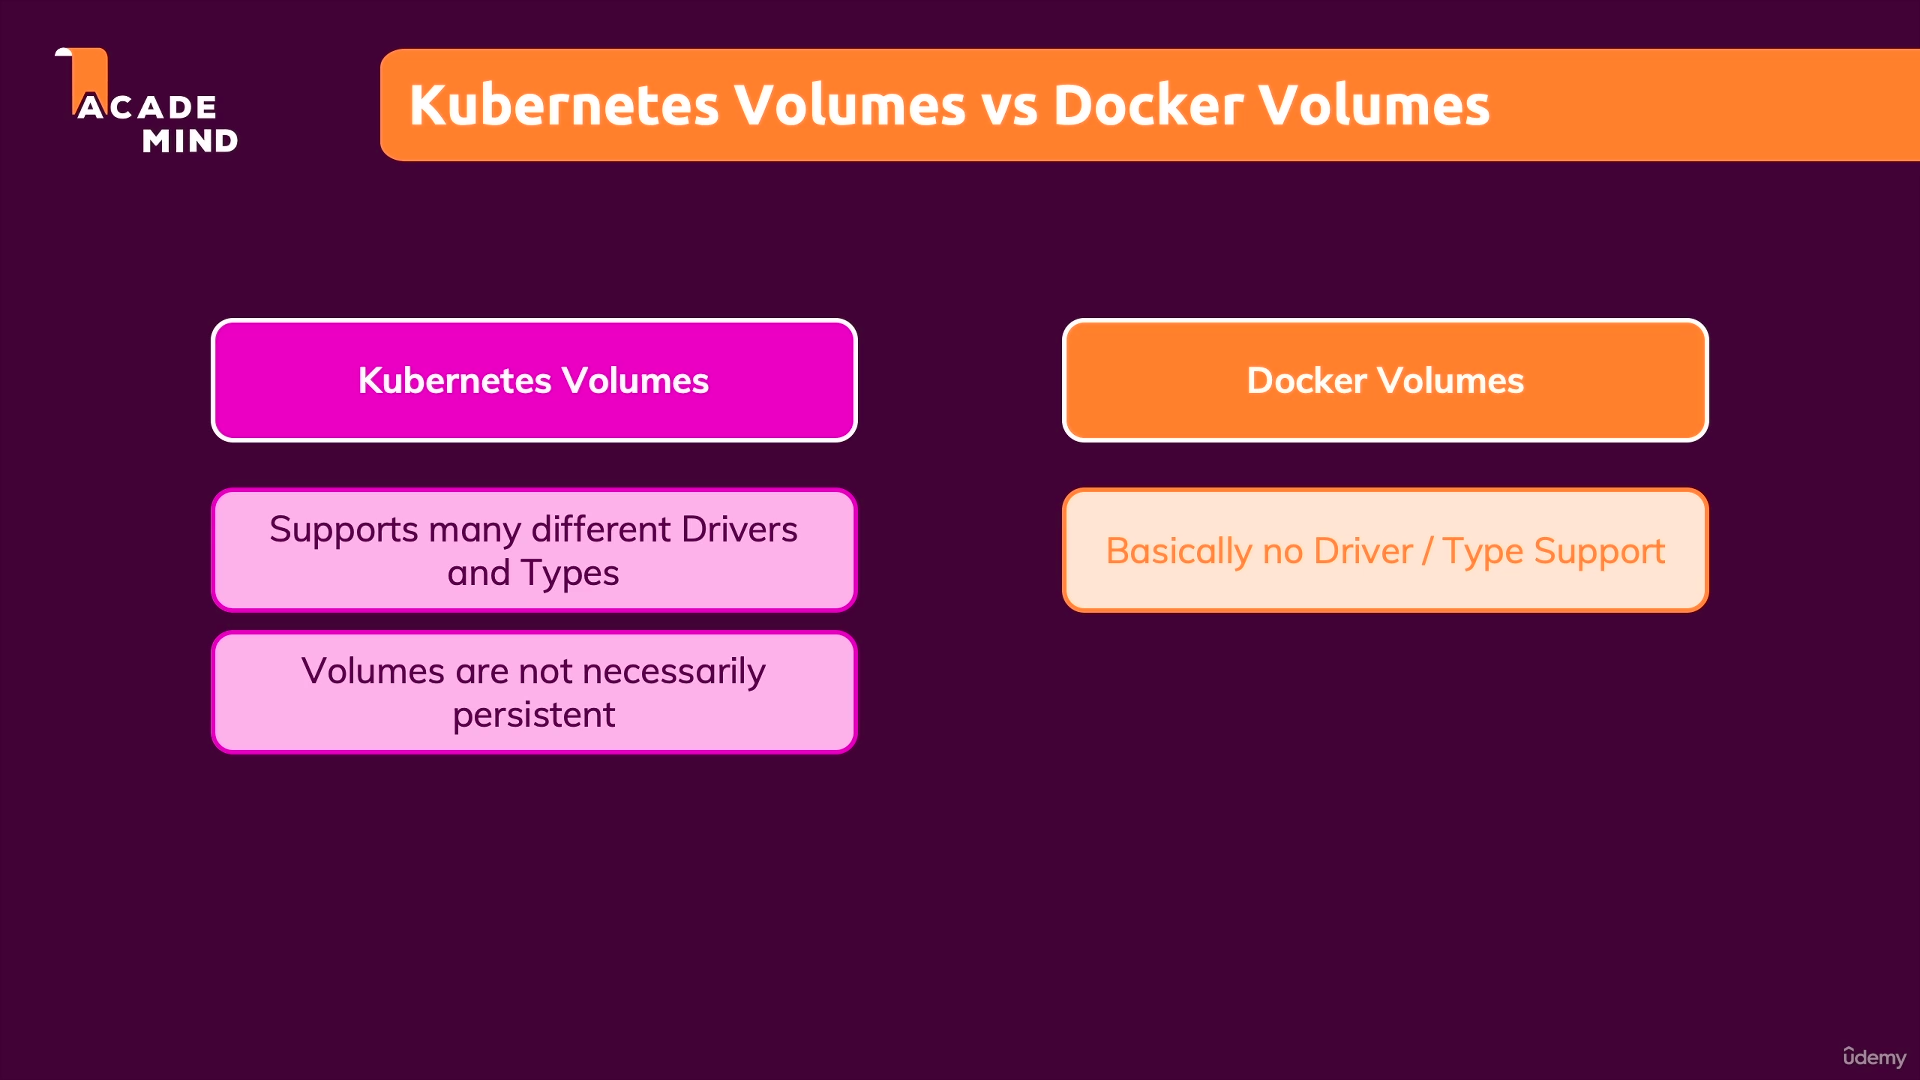 ACADE
MIND
Kubernetes Volumes vs Docker Volumes
Kubernetes Volumes
Docker Volumes
Supports many different Drivers
and Types
Basically no Driver / Type Support
Volumes are not necessarily
persistent
ûdemy